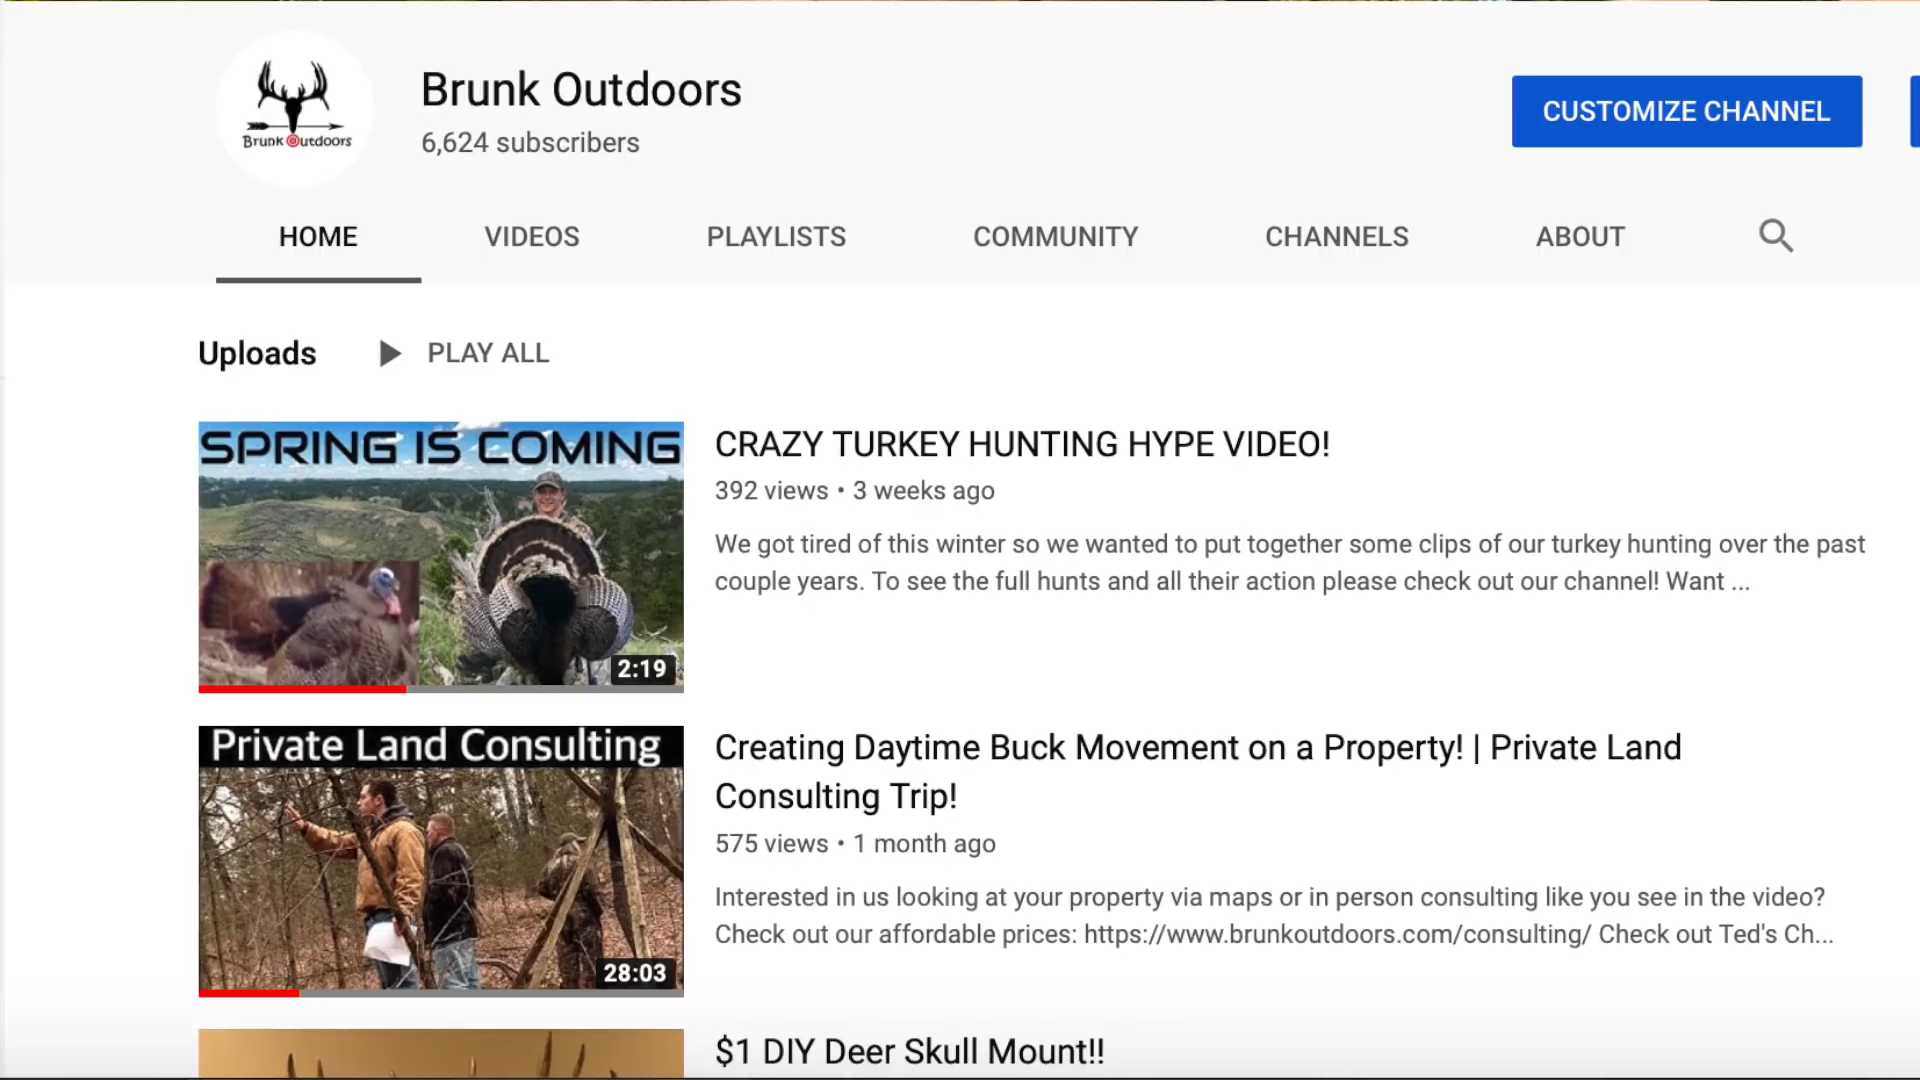 Brunk Outdoors
Brunk Outdoors
6,624 subscribers
CUSTOMIZE CHANNEL
HOME
VIDEOS
PLAYLISTS
COMMUNITY
CHANNELS
ABOUT
Uploads
PLAY ALL
SPRING IS COMING
2:19
CRAZY TURKEY HUNTING HYPE VIDEO!
392 views • 3 weeks ago
We got tired of this winter so we wanted to put together some clips of our turkey hunting over the past
couple years. To see the full hunts and all their action please check out our channel! Want ...
Private Land Consulting
28:03
Creating Daytime Buck Movement on a Property! | Private Land
Consulting Trip!
575 views • 1 month ago
Interested in us looking at your property via maps or in person consulting like you see in the video?
Check out our affordable prices: https://www.brunkoutdoors.com/consulting/ Check out Ted's Ch...
$1 DIY Deer Skull Mount!!